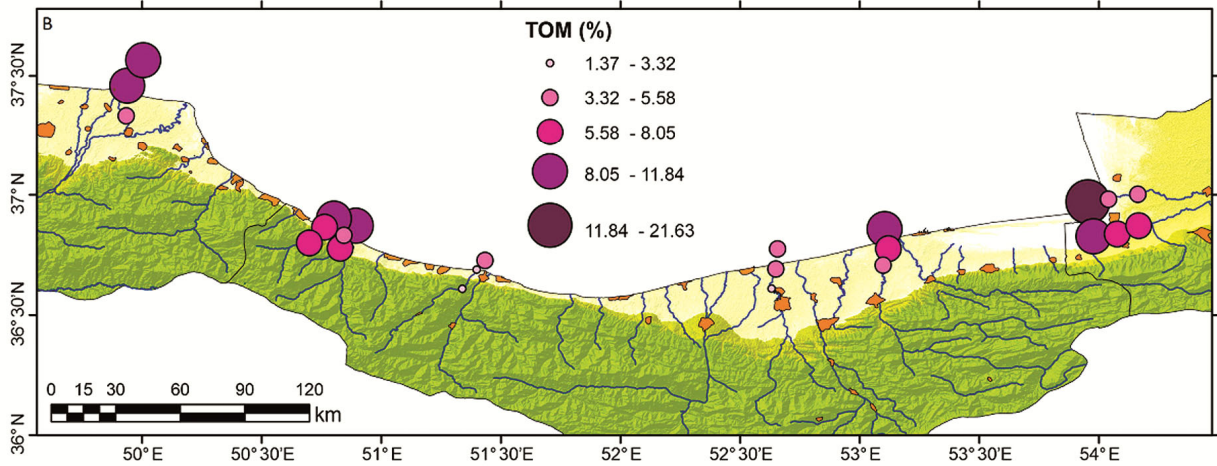 B
TOM (%)
1.37 - 3.32
3.32 - 5.58
5.58 - 8.05
8.05 - 11.84
11.84 - 21.63
37°30'N
37°N
36°30'N
36°N
0 15 30 60 90 120
km
50°E 50°30'E 51°E 51°30'E 52°E 52°30'E 53°E 53°30'E 54°E